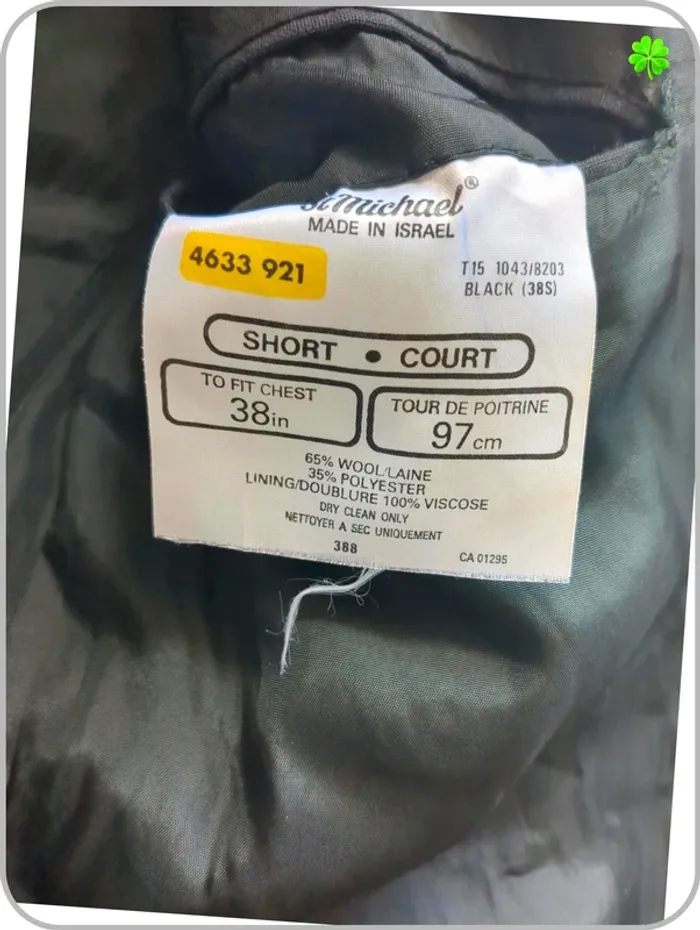 St Michael®
MADE IN ISRAEL
4633 921
T15 1043/8203
BLACK (38S)
SHORT • COURT
TO FIT CHEST
38in
TOUR DE POITRINE
97cm
65% WOOL/LAINE
35% POLYESTER
LINING/DOUBLURE 100% VISCOSE
DRY CLEAN ONLY
NETTOYER A SEC UNIQUEMENT
388
CA 01295